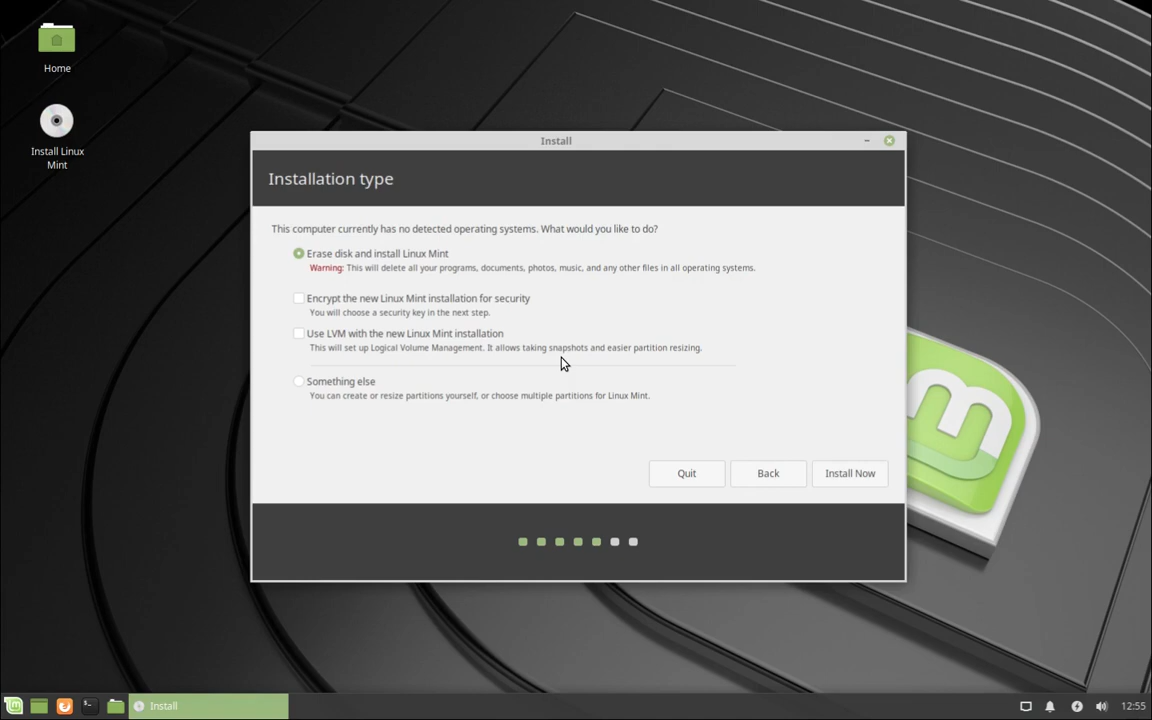 Home
Install Linux
Mint
Install
Installation type
This computer currently has no detected operating systems. What would you like to do?
Erase disk and install Linux Mint
Warning: This will delete all your programs, documents, photos, music, and any other files in all operating systems.
Encrypt the new Linux Mint installation for security
You will choose a security key in the next step.
Use LVM with the new Linux Mint installation
This will set up Logical Volume Management. It allows taking snapshots and easier partition resizing.
Something else
You can create or resize partitions yourself, or choose multiple partitions for Linux Mint.
Quit Back Install Now
Install 12:55